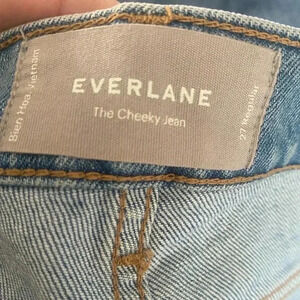 EVERLANE
The Cheeky Jean
Bien Hoa, Vietnam
27 Regular